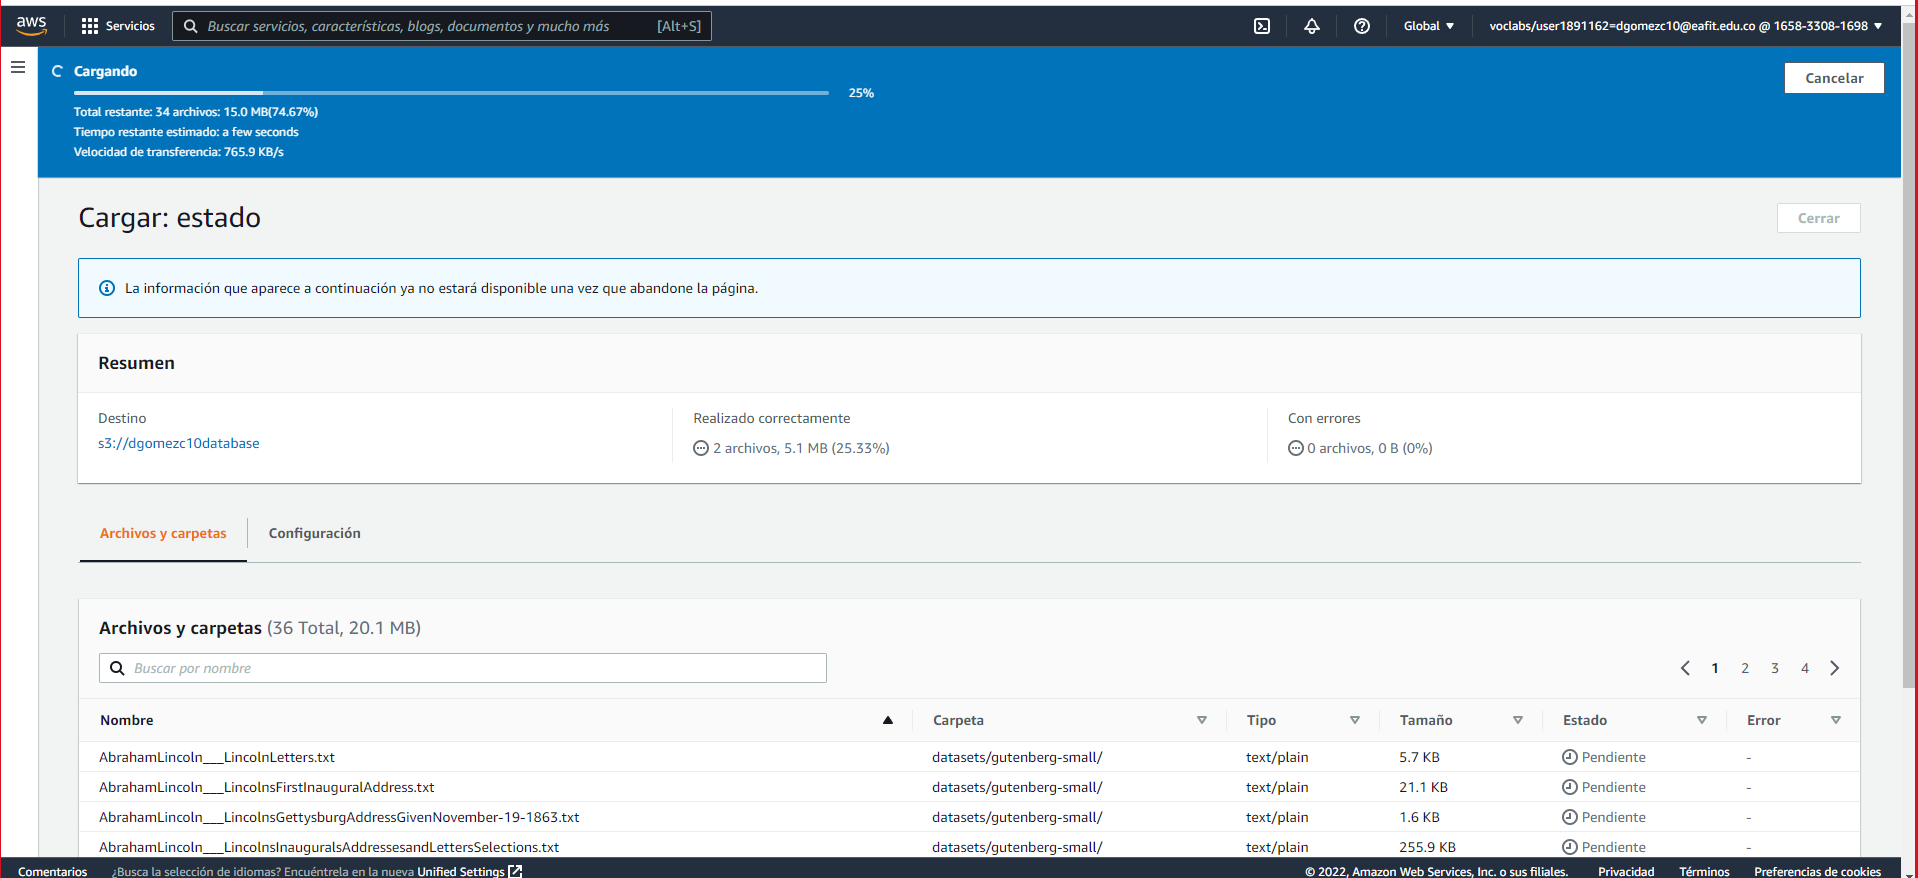 aws Servicios Buscar servicios, características, blogs, documentos y mucho más [Alt+S] Global voclabs/user1891162=dgomezc10@eafit.edu.co @ 1658-3308-1698
Cargando Cancelar
25%
Total restante: 34 archivos: 15.0 MB(74.67%)
Tiempo restante estimado: a few seconds
Velocidad de transferencia: 765.9 KB/s
Cargar: estado Cerrar
La información que aparece a continuación ya no estará disponible una vez que abandone la página.
Resumen
Destino Realizado correctamente Con errores
s3://dgomezc10database 2 archivos, 5.1 MB (25.33%) 0 archivos, 0 B (0%)
Archivos y carpetas Configuración
Archivos y carpetas (36 Total, 20.1 MB)
Buscar por nombre 1 2 3 4
Nombre Carpeta Tipo Tamaño Estado Error
AbrahamLincoln___LincolnLetters.txt datasets/gutenberg-small/ text/plain 5.7 KB Pendiente -
AbrahamLincoln___LincolnsFirstInauguralAddress.txt datasets/gutenberg-small/ text/plain 21.1 KB Pendiente -
AbrahamLincoln___LincolnsGettysburgAddressGivenNovember-19-1863.txt datasets/gutenberg-small/ text/plain 1.6 KB Pendiente -
AbrahamLincoln___LincolnsInauguralsAddressesandLettersSelections.txt datasets/gutenberg-small/ text/plain 255.9 KB Pendiente -
Comentarios ¿Busca la selección de idiomas? Encuéntrela en la nueva Unified Settings © 2022, Amazon Web Services, Inc. o sus filiales. Privacidad Términos Preferencias de cookies